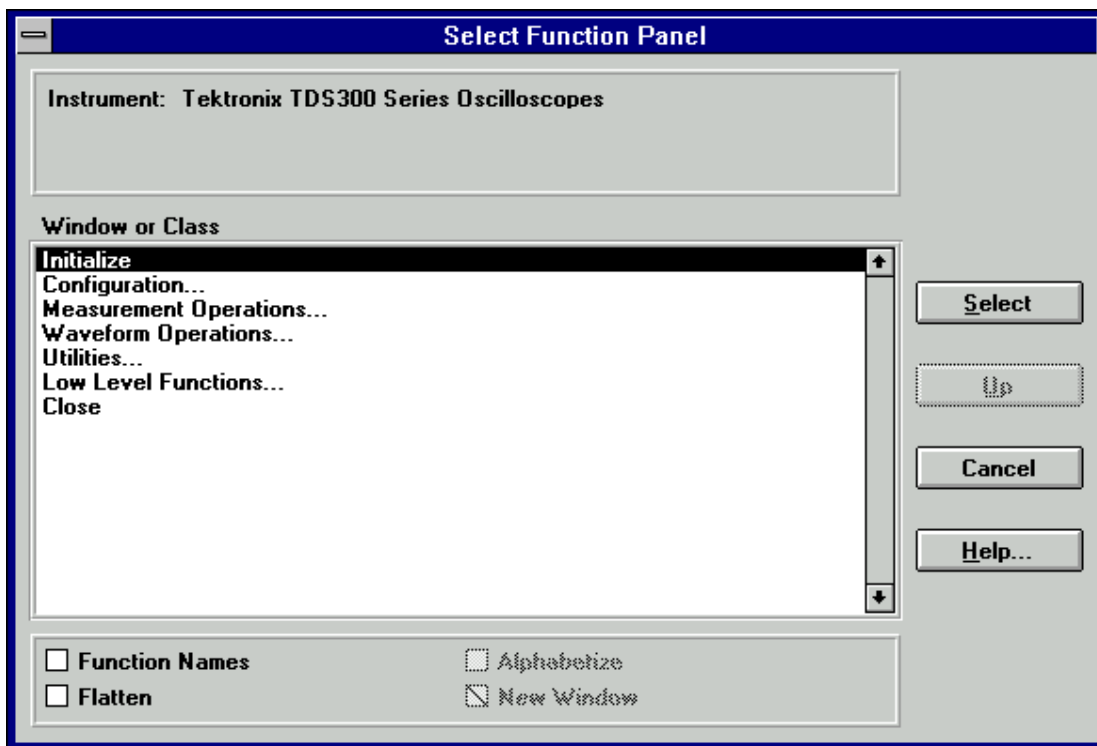 Select Function Panel
Instrument: Tektronix TDS300 Series Oscilloscopes
Window or Class
Initialize
Configuration...
Measurement Operations...
Waveform Operations...
Utilities...
Low Level Functions...
Close
Select
Up
Cancel
Help...
Function Names
Alphabetize
Flatten
New Window